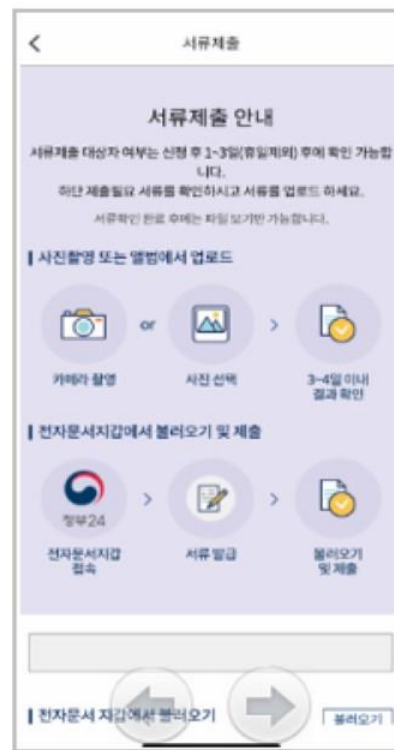 서류제출
서류제출 안내
서류제출 대상자 여부는 신청 후 1~3일(휴일제외) 후에 확인 가능합
니다.
하단 제출필요 서류를 확인하시고 서류를 업로드 하세요.
서류확인 완료 후에는 파일 보기만 가능합니다.
사진촬영 또는 앨범에서 업로드
or
카메라 촬영 사진 선택 3~4일 이내
결과 확인
전자문서지갑에서 불러오기 및 제출
정부24
전자문서지갑 서류 발급 불러오기
접속 및 제출
전자문서 지갑에서 불러오기 불러오기